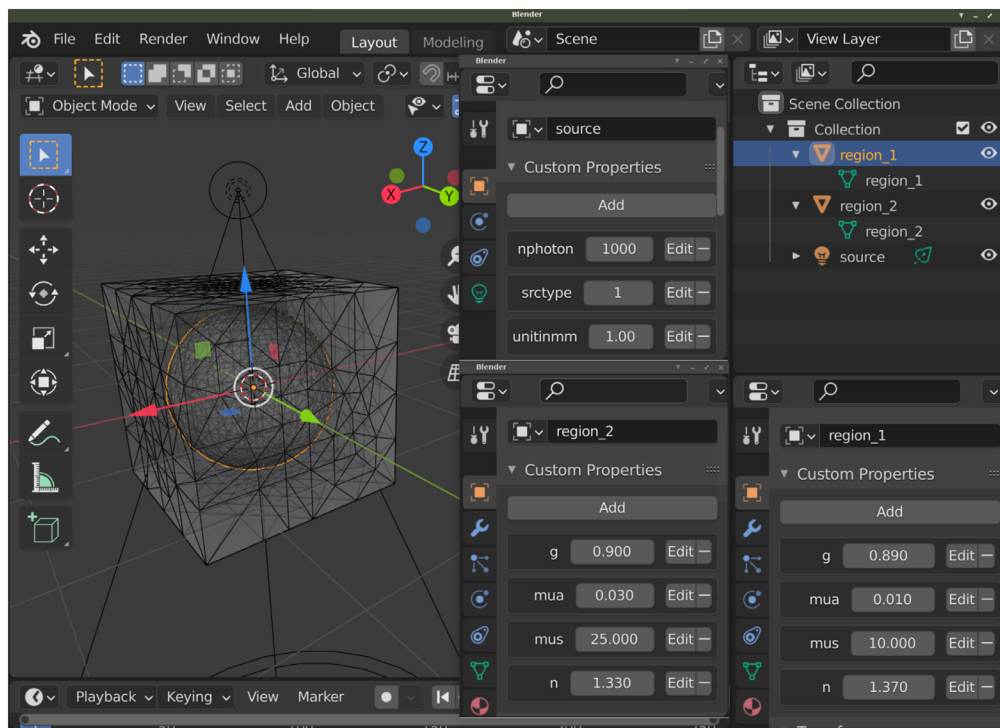 Blender
File Edit Render Window Help Layout Modeling Scene View Layer
Global
Object Mode View Select Add Object
Z
X
Y
Blender
source
Custom Properties
Add
nphoton 1000 Edit
srctype 1 Edit
unitinmm 1.00 Edit
Scene Collection
Collection
region_1
region_1
region_2
region_2
source
Blender
region_2
Custom Properties
Add
g 0.900 Edit
mua 0.030 Edit
mus 25.000 Edit
n 1.330 Edit
region_1
Custom Properties
Add
g 0.890 Edit
mua 0.010 Edit
mus 10.000 Edit
n 1.370 Edit
Playback Keying View Marker